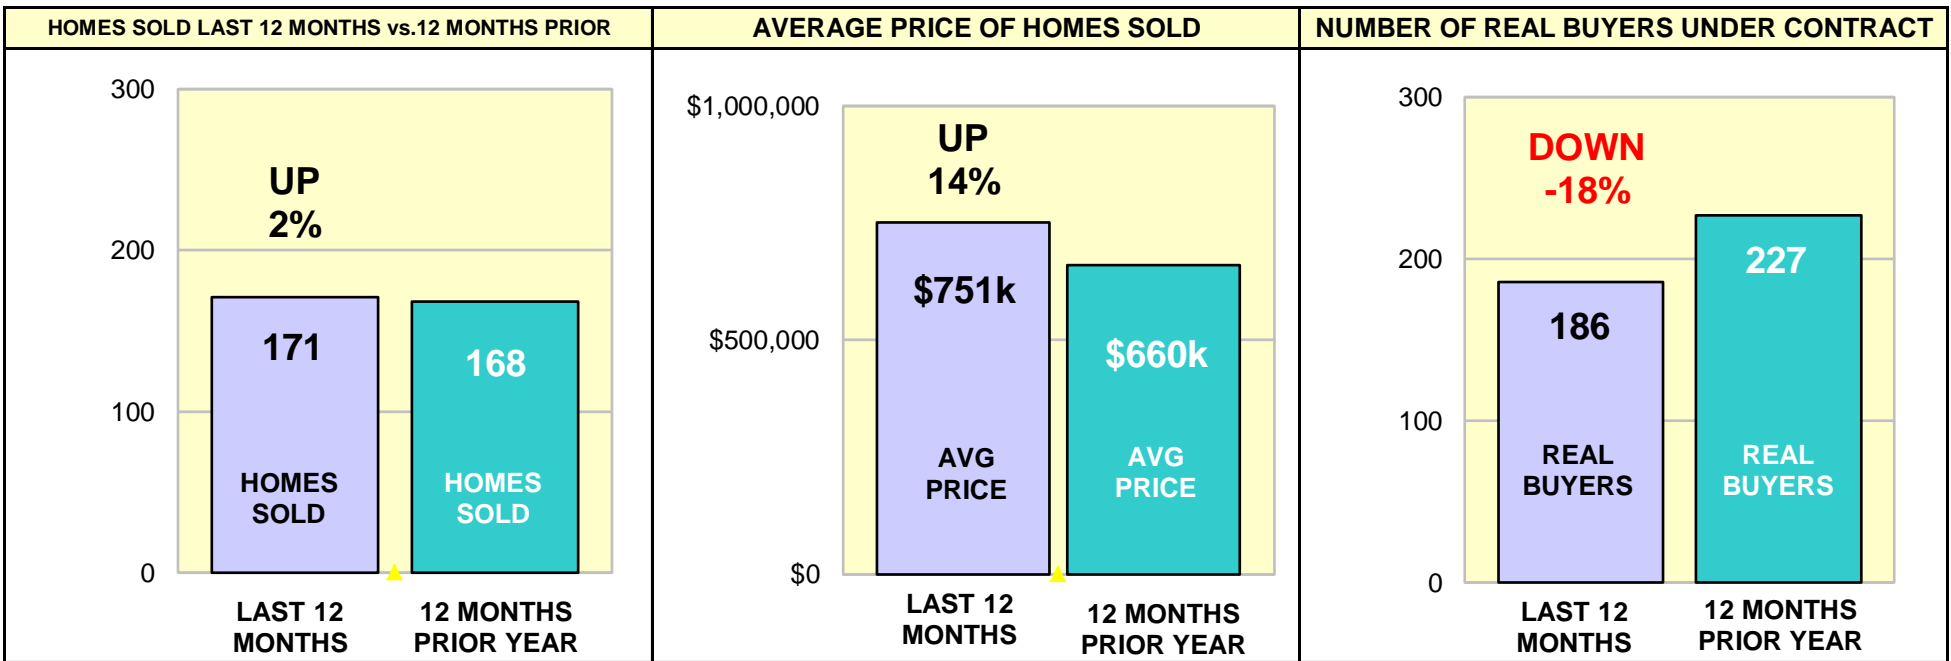 HOMES SOLD LAST 12 MONTHS vs.12 MONTHS PRIOR
300
200
100
0
UP
2%
171
HOMES
SOLD
168
HOMES
SOLD
LAST 12
MONTHS
12 MONTHS
PRIOR YEAR
AVERAGE PRICE OF HOMES SOLD
$1,000,000
$500,000
$0
UP
14%
$751k
AVG
PRICE
$660k
AVG
PRICE
LAST 12
MONTHS
12 MONTHS
PRIOR YEAR
NUMBER OF REAL BUYERS UNDER CONTRACT
300
200
100
0
DOWN
-18%
186
REAL
BUYERS
227
REAL
BUYERS
LAST 12
MONTHS
12 MONTHS
PRIOR YEAR